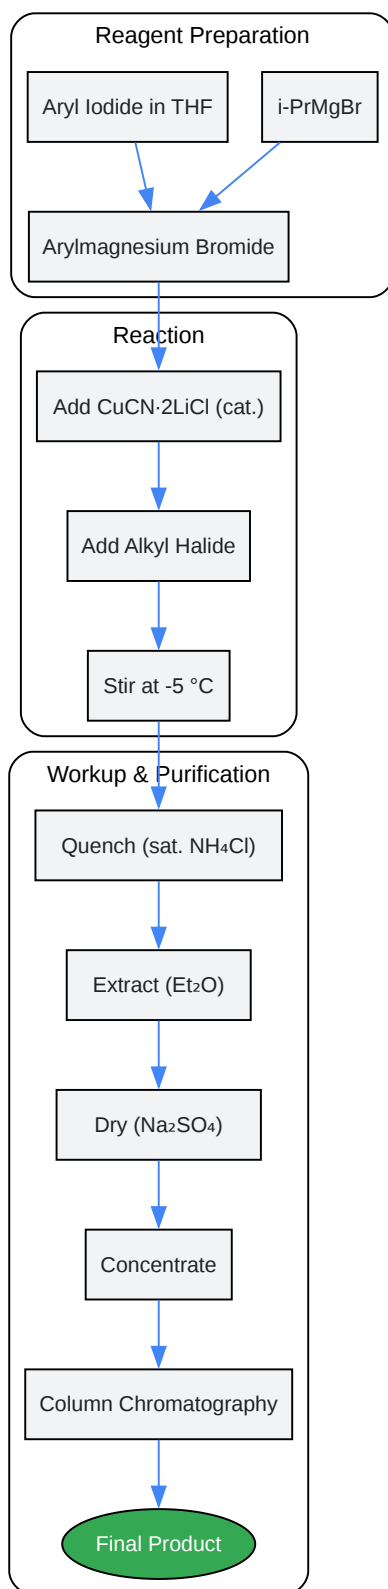 Reagent Preparation
Aryl Iodide in THF
i-PrMgBr
Arylmagnesium Bromide
Reaction
Add CuCN·2LiCl (cat.)
Add Alkyl Halide
Stir at -5 °C
Workup & Purification
Quench (sat. NH₄Cl)
Extract (Et₂O)
Dry (Na₂SO₄)
Concentrate
Column Chromatography
Final Product